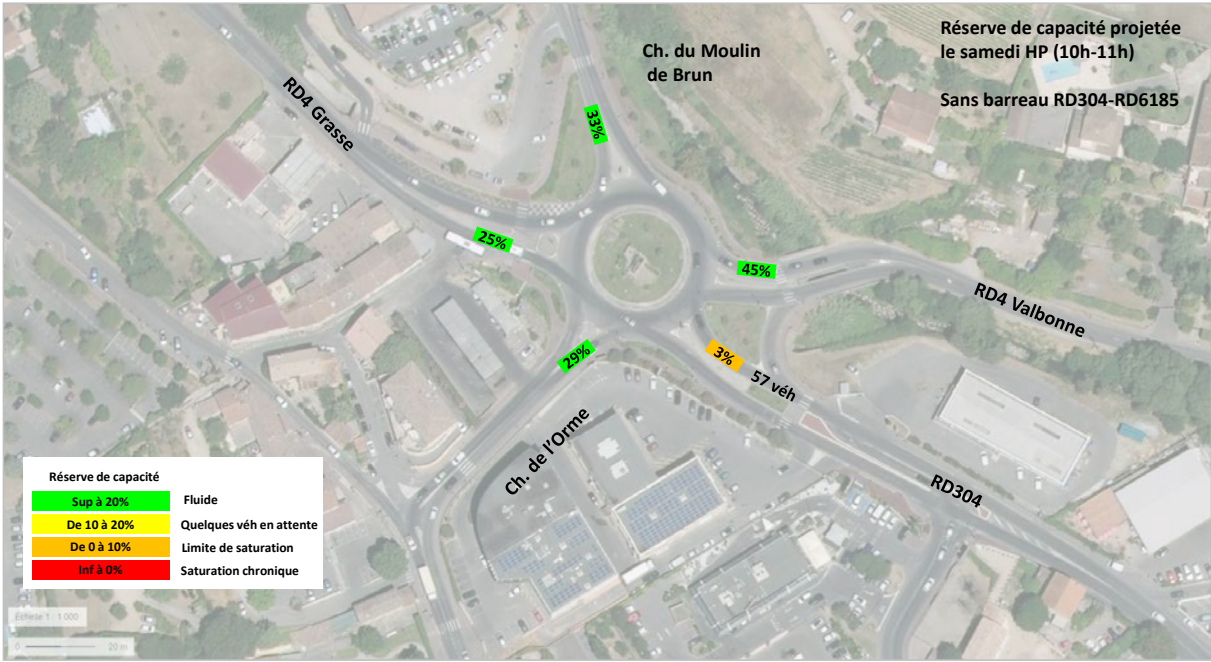 Réserve de capacité projetée
le samedi HP (10h-11h)
Sans barreau RD304-RD6185
Ch. du Moulin
de Brun
RD4 Grasse
33%
25%
45%
RD4 Valbonne
29%
3%
57 véh
Ch. de l'Orme
RD304
Réserve de capacité
Sup à 20% Fluide
De 10 à 20% Quelques véh en attente
De 0 à 10% Limite de saturation
Inf à 0% Saturation chronique
Echelle 1 : 1 000
0 20 m